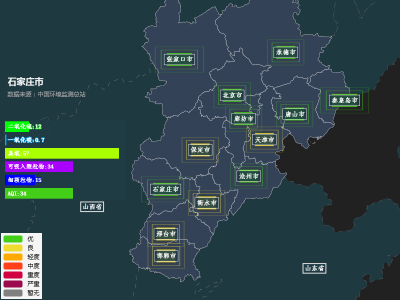 张家口市
承德市
石家庄市
数据来源：中国环境监测总站
北京市
秦皇岛市
廊坊市
唐山市
二氧化硫:12
一氧化碳:0.7
天津市
保定市
可吸入颗粒物:34
细颗粒物:15
沧州市
石家庄市
AQI:34
衡水市
山西省
邢台市
优
良
轻度
中度
重度
严重
暂无
邯郸市
山东省